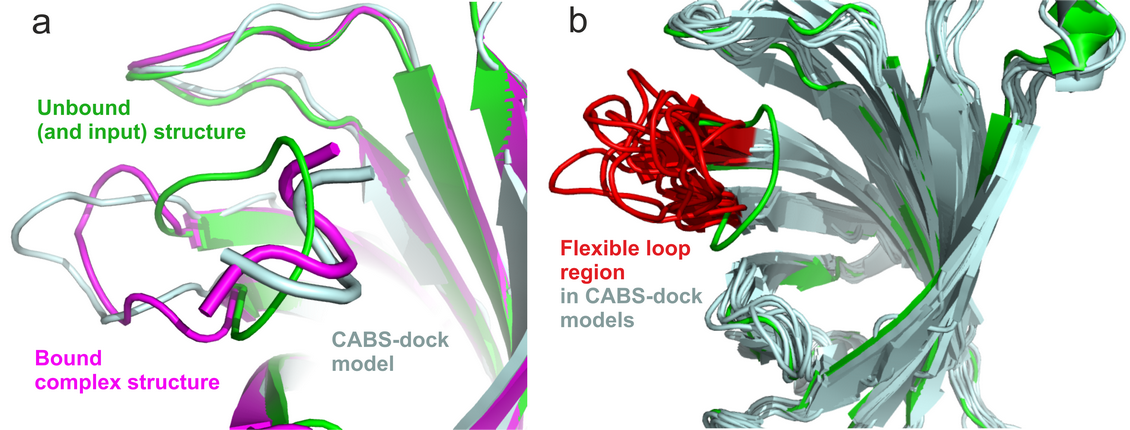 a
Unbound
(and input) structure
Bound
complex structure
CABS-dock
model
b
Flexible loop
region
in CABS-dock
models